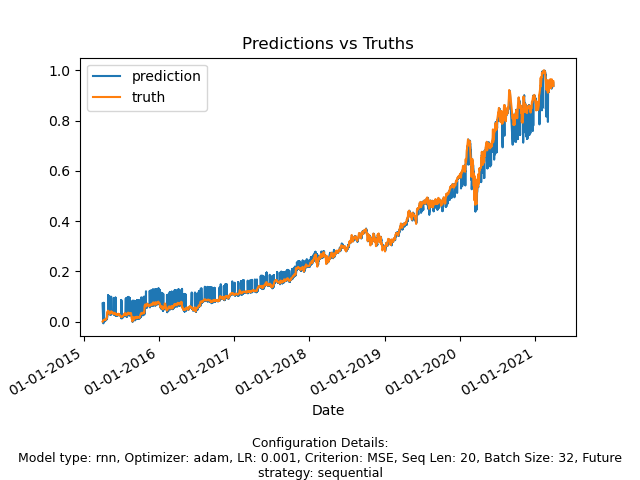 Predictions vs Truths
prediction
truth
1.0
0.8
0.6
0.4
0.2
0.0
01-01-2015
01-01-2016
01-01-2017
01-01-2018
01-01-2019
01-01-2020
01-01-2021
Date
Configuration Details:
Model type: rnn, Optimizer: adam, LR: 0.001, Criterion: MSE, Seq Len: 20, Batch Size: 32, Future
strategy: sequential